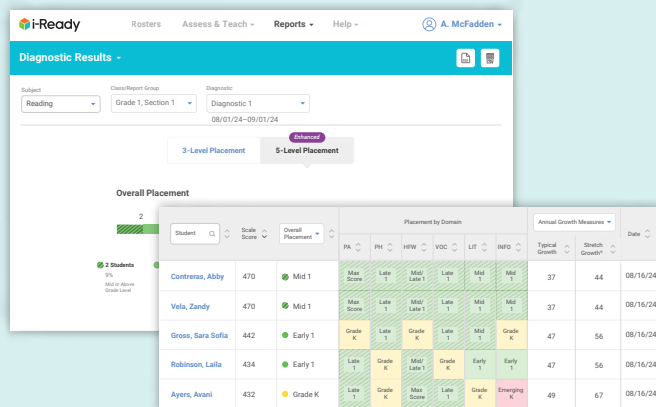 i-Ready Rosters Assess & Teach Reports Help A. McFadden
Diagnostic Results
Subject Class/Report Group Diagnostic
Reading Grade 1, Section 1 Diagnostic 1
08/01/24–09/01/24
Enhanced
3-Level Placement 5-Level Placement
Overall Placement
2
2 Students
9%
Mid or Above
Grade Level
Student Scale Score Overall Placement Placement by Domain Annual Growth Measures Date
PA PH HFW VOC LIT INFO Typical Growth Stretch Growth*
Contreras, Abby 470 Mid 1 Max Score Late 1 Mid/ Late 1 Late 1 Mid 1 Mid 1 37 44 08/16/24
Vela, Zandy 470 Mid 1 Max Score Late 1 Mid/ Late 1 Late 1 Mid 1 Mid 1 37 44 08/16/24
Gross, Sara Sofia 442 Early 1 Grade K Late 1 Grade K Late 1 Mid 1 Grade K 47 56 08/16/24
Robinson, Laila 434 Early 1 Late 1 Grade K Mid/ Late 1 Grade K Early 1 Early 1 47 56 08/16/24
Ayers, Avani 432 Grade K Late 1 Grade K Max Score Late 1 Grade K Emerging K 49 67 08/16/24